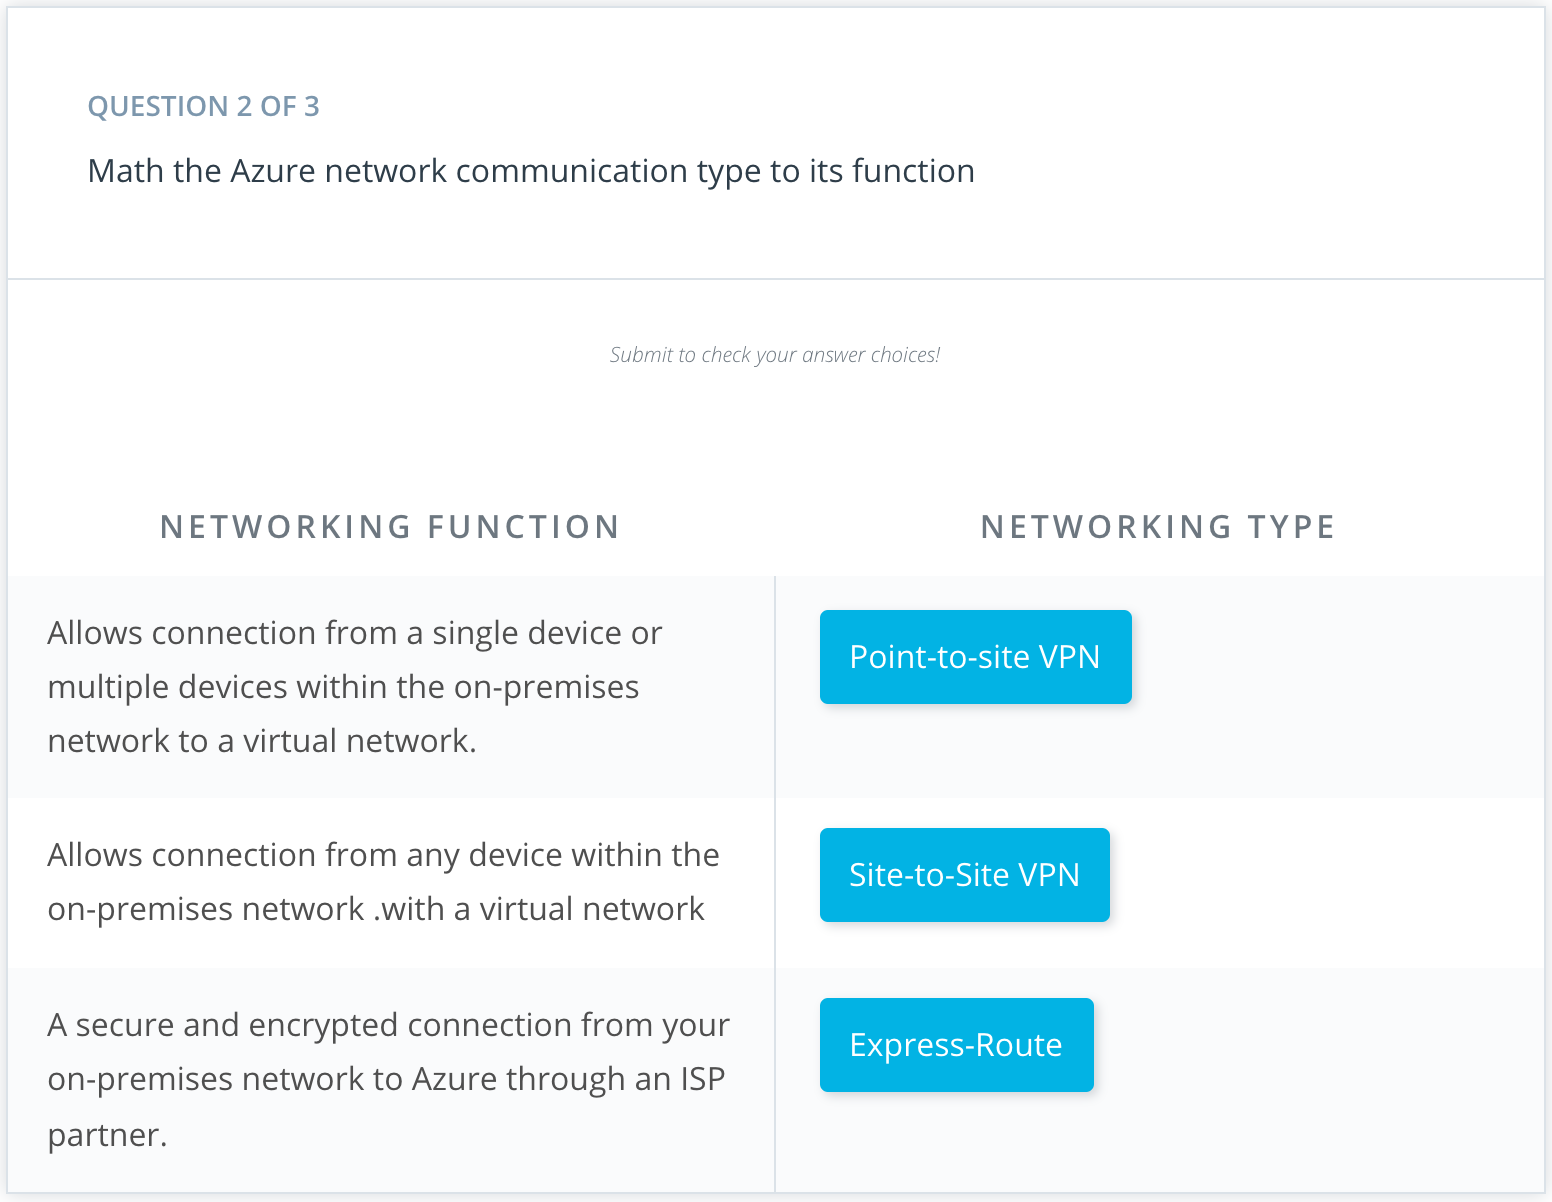 QUESTION 2 OF 3
Math the Azure network communication type to its function
Submit to check your answer choices!
NETWORKING FUNCTION
NETWORKING TYPE
Allows connection from a single device or
multiple devices within the on-premises
network to a virtual network.
Point-to-site VPN
Allows connection from any device within the
on-premises network .with a virtual network
Site-to-Site VPN
A secure and encrypted connection from your
on-premises network to Azure through an ISP
partner.
Express-Route